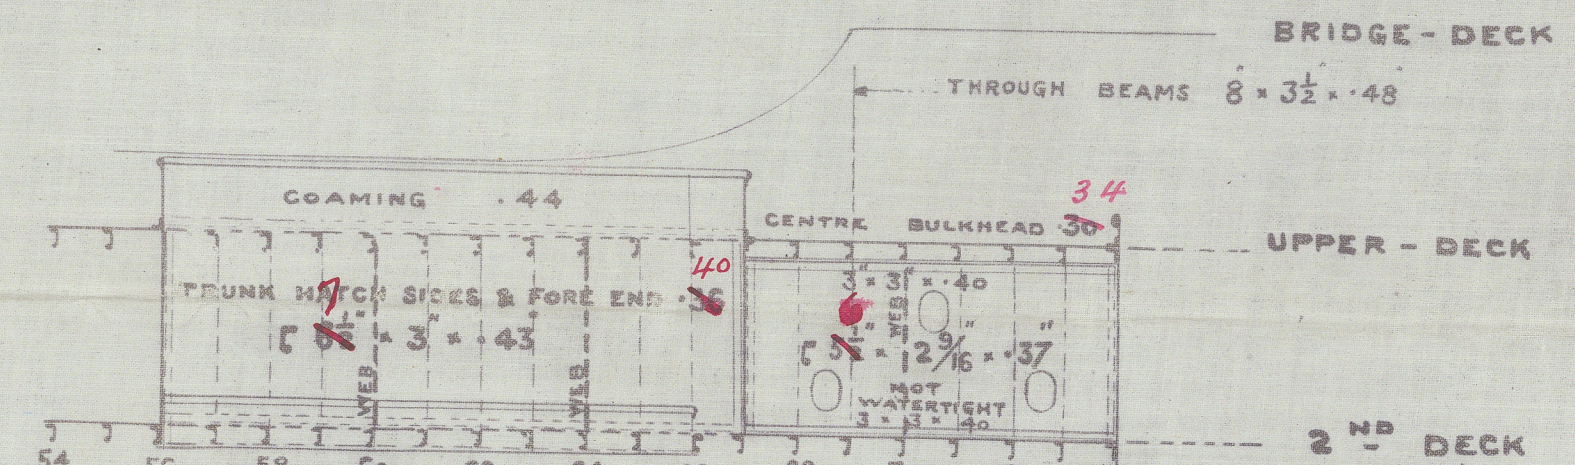 BRIDGE - DECK
THROUGH BEAMS 8" × 3½" × ·48"
COAMING ·44
34
CENTRE BULKHEAD ·30
UPPER - DECK
40
TRUNK HATCH SIDES & FORE END ·36
7
[ 6½" × 3" × ·43"
3" × 3" × ·40
6
WEB
[ 5½" × 2 9/16" × ·37"
WEB
WEB
NOT
WATERTIGHT
3 × 3 × 40
2ND DECK
54